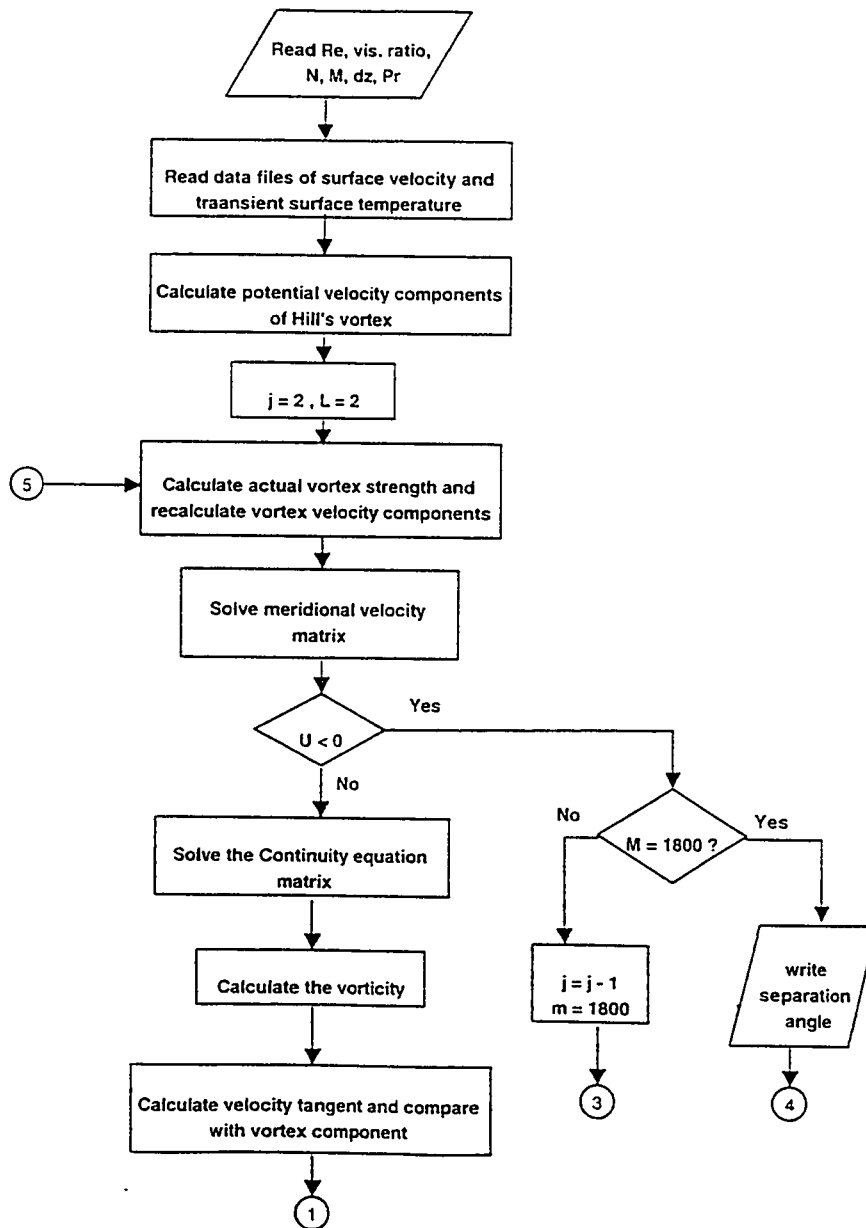 Read Re, vis. ratio,
N, M, dz, Pr
Read data files of surface velocity and
traansient surface temperature
Calculate potential velocity components
of Hill's vortex
j = 2 , L = 2
5
Calculate actual vortex strength and
recalculate vortex velocity components
Solve meridional velocity
matrix
U < 0
Yes
No
M = 1800 ?
No
Yes
Solve the Continuity equation
matrix
j = j - 1
m = 1800
write
separation
angle
Calculate the vorticity
3
4
Calculate velocity tangent and compare
with vortex component
1